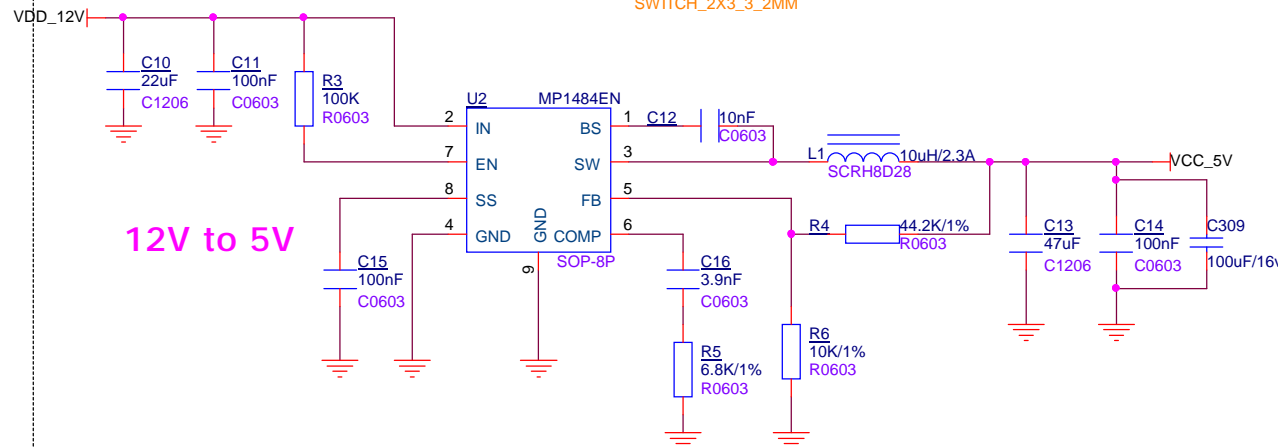 SWITCH_2X3_3_2MM
VDD_12V
C10
22uF
C1206
C11
100nF
C0603
R3
100K
R0603
U2
MP1484EN
2
IN
7
EN
8
SS
4
GND
GND
9
BS
1
SW
3
FB
5
COMP
6
SOP-8P
C12
10nF
C0603
L1
10uH/2.3A
SCRH8D28
VCC_5V
R4
44.2K/1%
R0603
C13
47uF
C1206
C14
100nF
C0603
C309
100uF/16v
12V to 5V
C15
100nF
C0603
C16
3.9nF
C0603
R5
6.8K/1%
R0603
R6
10K/1%
R0603